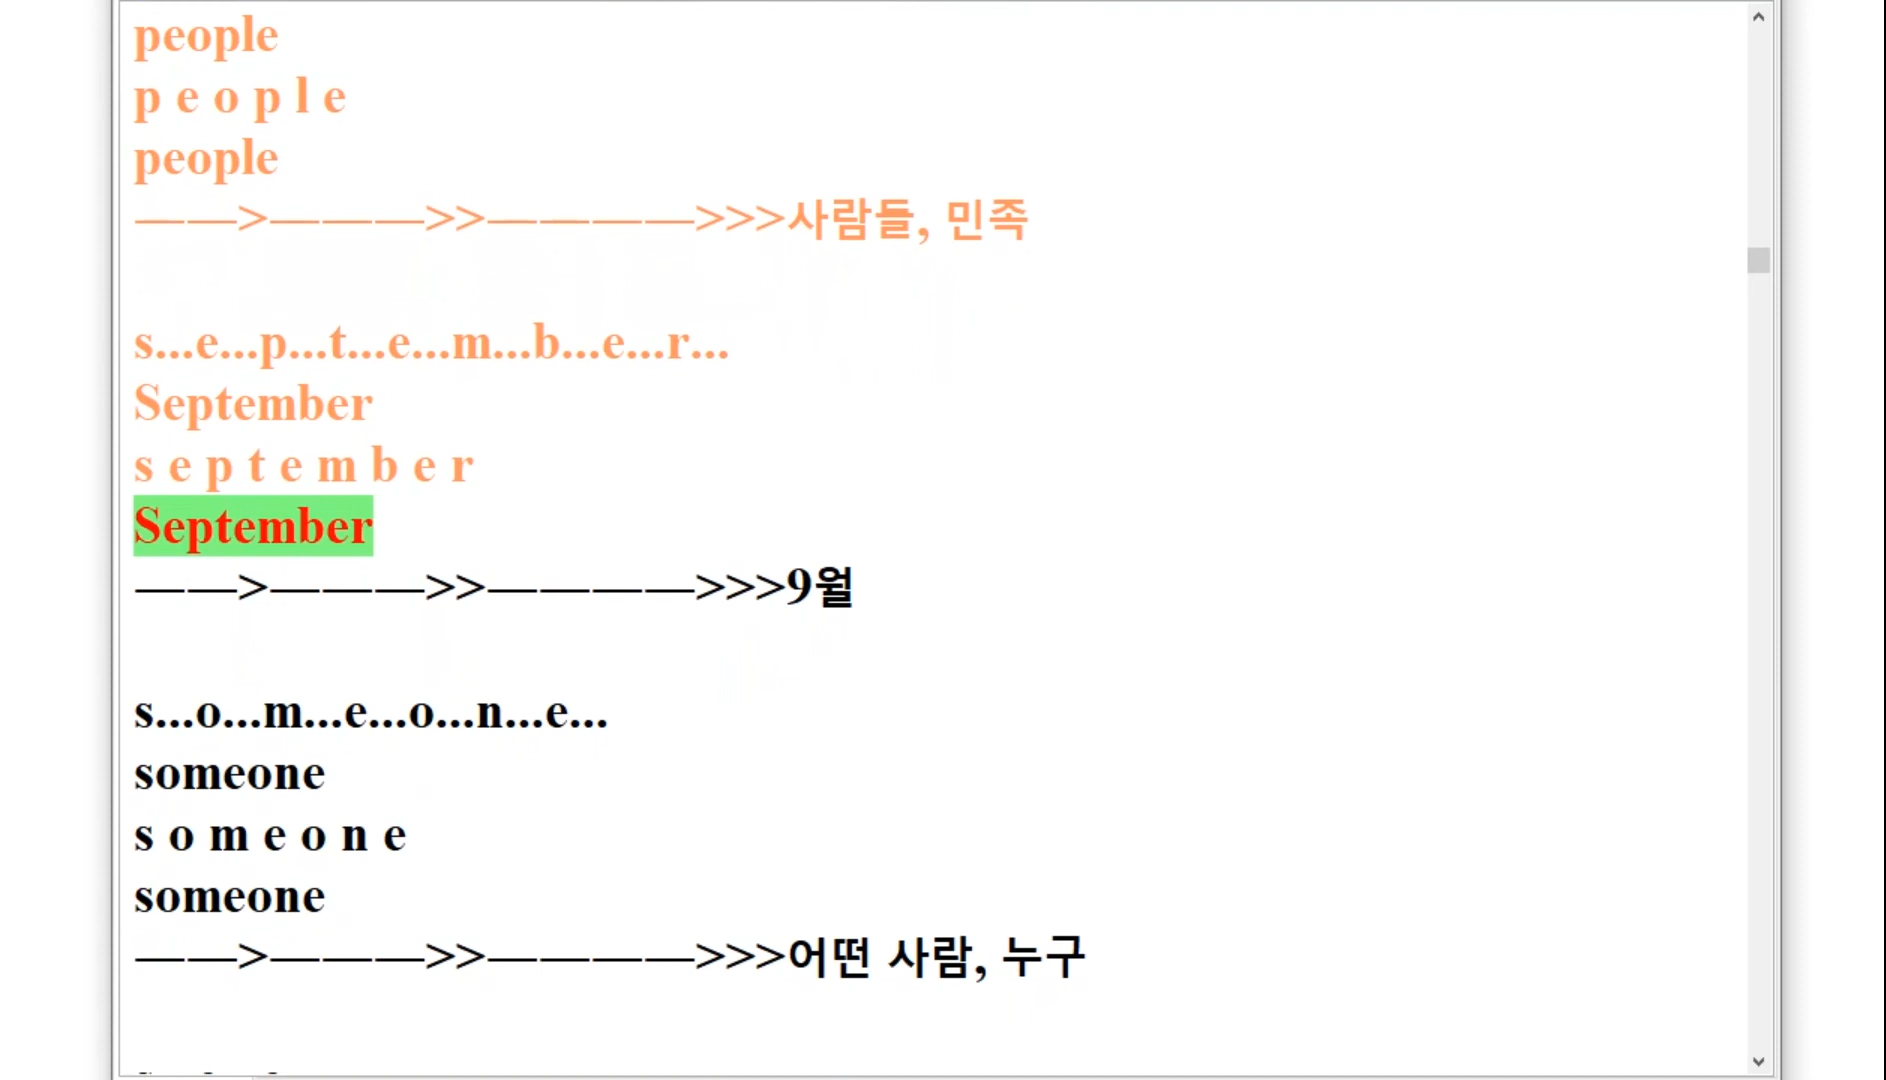 people
p e o p l e
people
——>———>>————>>>사람들, 민족
s...e...p...t...e...m...b...e...r...
September
s e p t e m b e r
September
——>———>>————>>>9월
s...o...m...e...o...n...e...
someone
s o m e o n e
someone
——>———>>————>>>어떤 사람, 누구